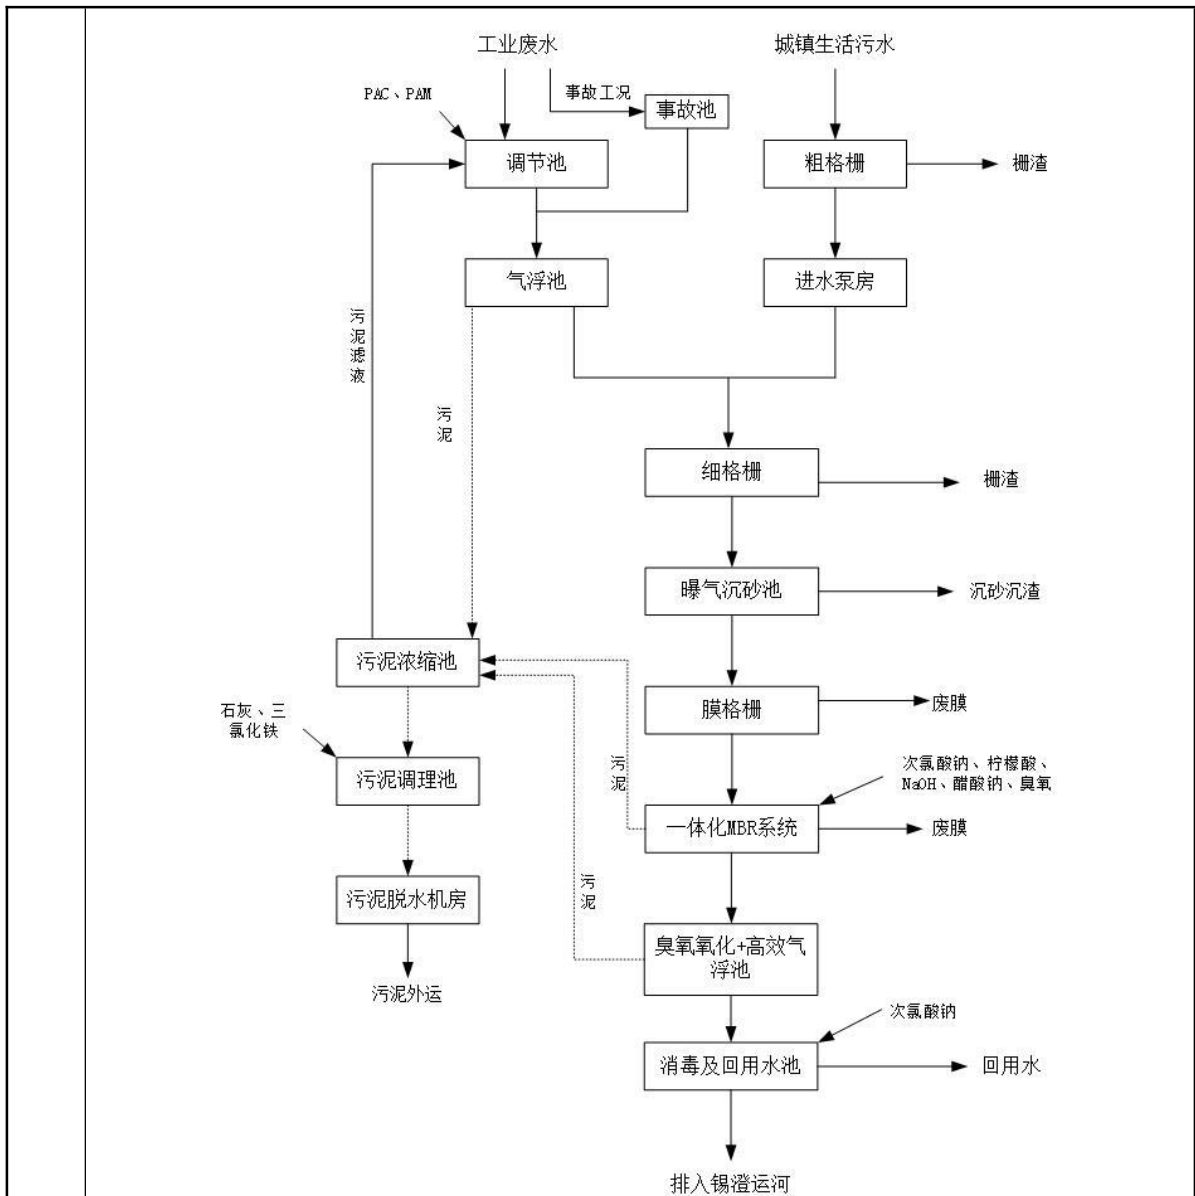 工业废水
城镇生活污水
PAC、PAM
事故工况
事故池
调节池
粗格栅
栅渣
气浮池
进水泵房
污泥滤液
污泥
细格栅
栅渣
曝气沉砂池
沉砂沉渣
污泥浓缩池
膜格栅
废膜
石灰、三
氯化铁
污泥调理池
污泥
次氯酸钠、柠檬酸、
NaOH、醋酸钠、臭氧
一体化MBR系统
废膜
污泥脱水机房
污泥
臭氧氧化+高效气
浮池
污泥外运
次氯酸钠
消毒及回用水池
回用水
排入锡澄运河